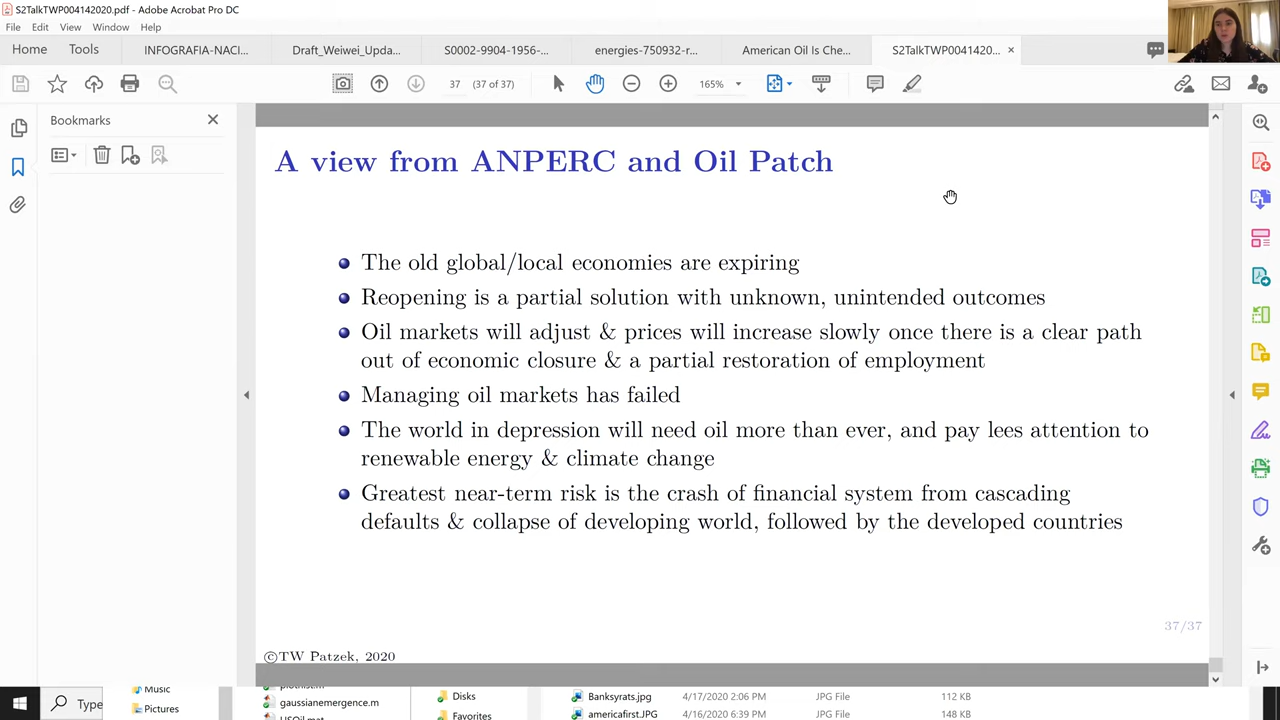 S2TalkTWP004142020.pdf - Adobe Acrobat Pro DC
File Edit View Window Help
Home Tools INFOGRAFIA-NACI... Draft_Weiwei_Upda... S0002-9904-1956-... energies-750932-r... American Oil Is Che... S2TalkTWP0041420... ×
37 (37 of 37) 165%
Bookmarks
A view from ANPERC and Oil Patch
The old global/local economies are expiring
Reopening is a partial solution with unknown, unintended outcomes
Oil markets will adjust & prices will increase slowly once there is a clear path
out of economic closure & a partial restoration of employment
Managing oil markets has failed
The world in depression will need oil more than ever, and pay lees attention to
renewable energy & climate change
Greatest near-term risk is the crash of financial system from cascading
defaults & collapse of developing world, followed by the developed countries
37/37
©TW Patzek, 2020
Type
Music
Pictures
gaussianemergence.m
USOil.mat
Disks
Favorites
Banksyrats.jpg 4/17/2020 2:06 PM JPG File 112 KB
americafirst.JPG 4/16/2020 6:39 PM JPG File 148 KB